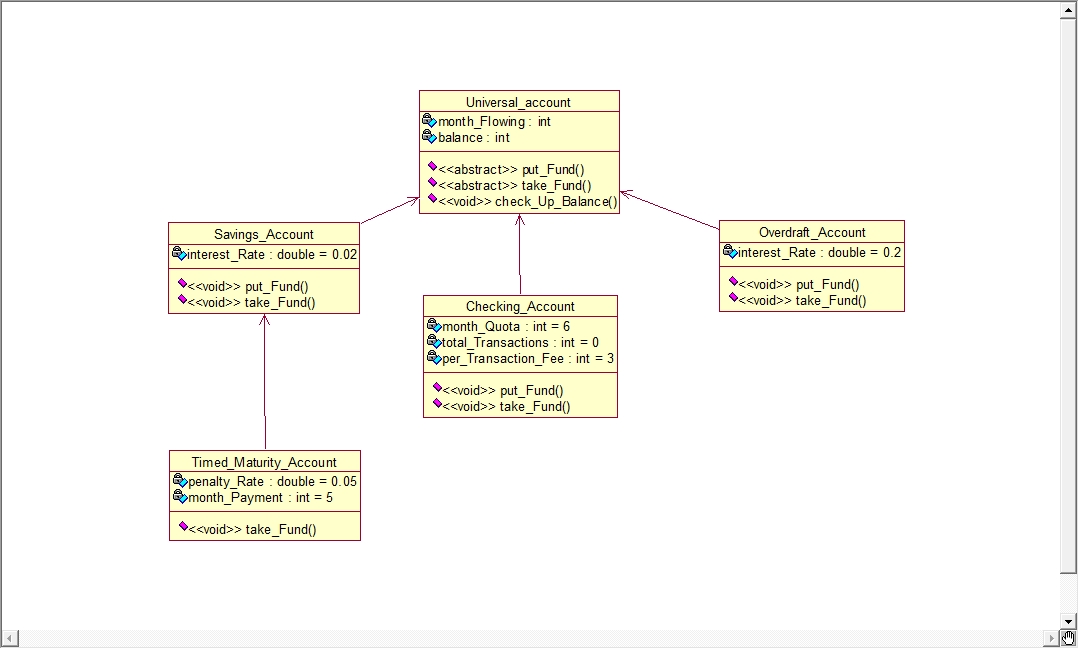 Universal_account
month_Flowing : int
balance : int
<<abstract>> put_Fund()
<<abstract>> take_Fund()
<<void>> check_Up_Balance()
Savings_Account
interest_Rate : double = 0.02
<<void>> put_Fund()
<<void>> take_Fund()
Overdraft_Account
interest_Rate : double = 0.2
<<void>> put_Fund()
<<void>> take_Fund()
Checking_Account
month_Quota : int = 6
total_Transactions : int = 0
per_Transaction_Fee : int = 3
<<void>> put_Fund()
<<void>> take_Fund()
Timed_Maturity_Account
penalty_Rate : double = 0.05
month_Payment : int = 5
<<void>> take_Fund()